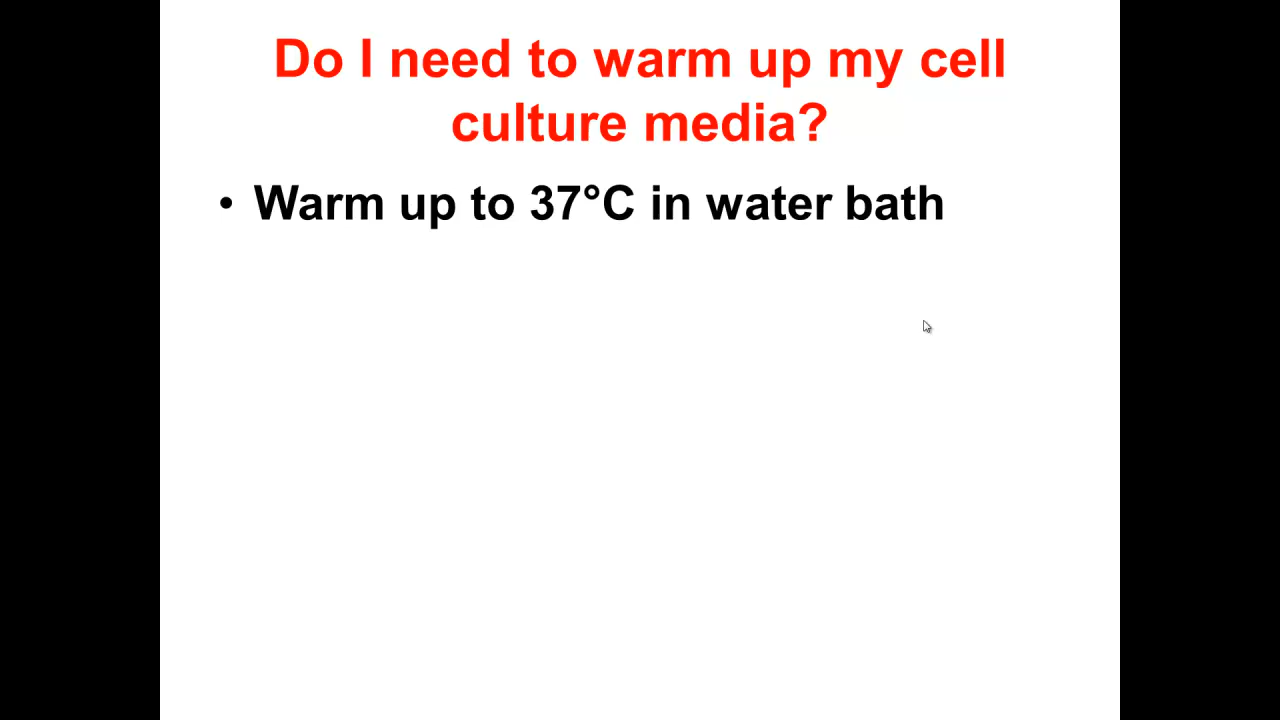 Do I need to warm up my cell
culture media?
• Warm up to 37°C in water bath